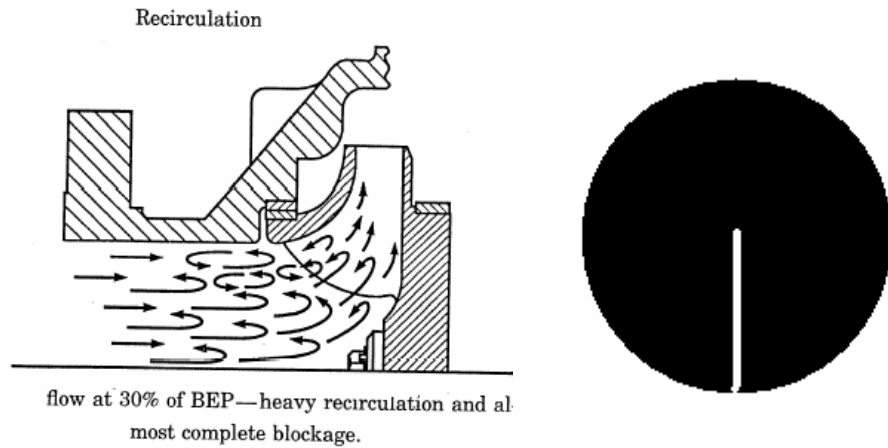 Recirculation
flow at 30% of BEP—heavy recirculation and al-
most complete blockage.